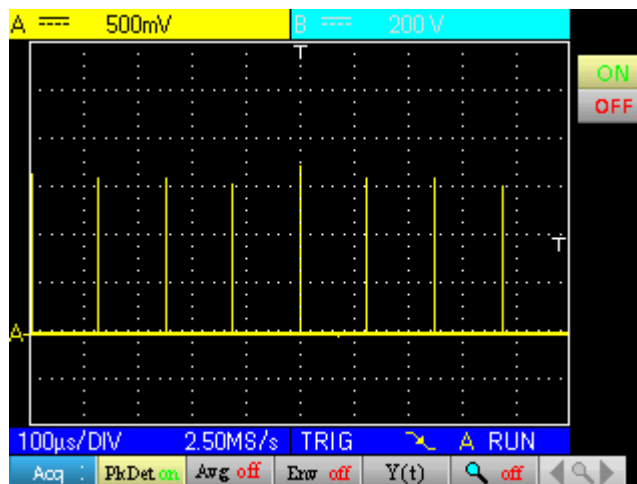 A 500mV B 200 V
T
ON
OFF
T
A
100µs/DIV 2.50MS/s TRIG A RUN
Acq : PkDet on Avg off Env off Y(t) off